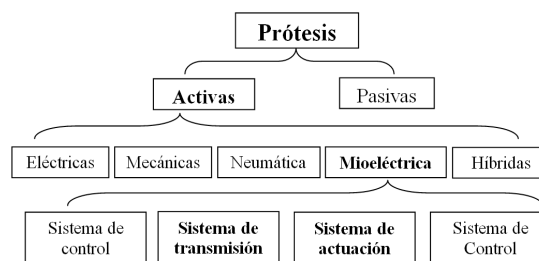 Prótesis
Activas
Pasivas
Eléctricas
Mecánicas
Neumática
Mioeléctrica
Híbridas
Sistema de
control
Sistema de
transmisión
Sistema de
actuación
Sistema de
Control